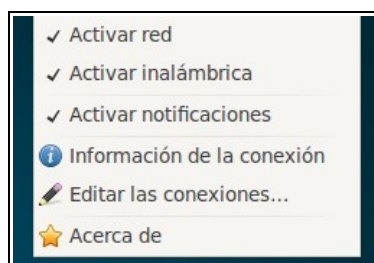 Activar red
Activar inalámbrica
Activar notificaciones
Información de la conexión
Editar las conexiones...
Acerca de